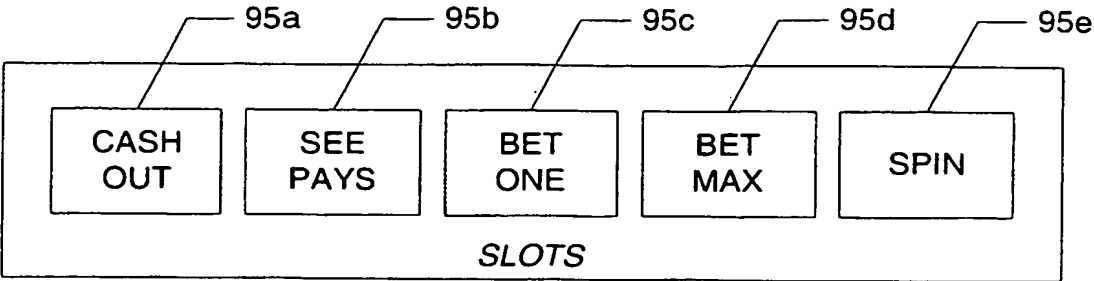 95a 95b 95c 95d 95e
CASH OUT
SEE PAYS
BET ONE
BET MAX
SPIN
SLOTS